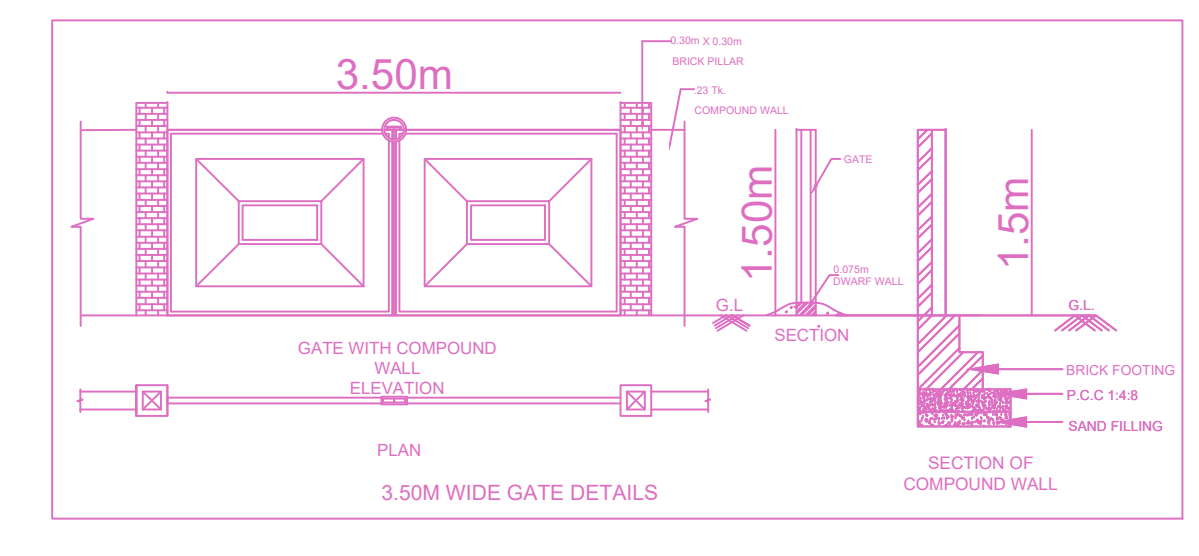 3.50m
0.30m X 0.30m
BRICK PILLAR
.23 Tk.
COMPOUND WALL
GATE
1.50m
1.5m
0.075m
DWARF WALL
G.L
G.L.
SECTION
GATE WITH COMPOUND
WALL
ELEVATION
BRICK FOOTING
P.C.C 1:4:8
SAND FILLING
PLAN
SECTION OF
COMPOUND WALL
3.50M WIDE GATE DETAILS